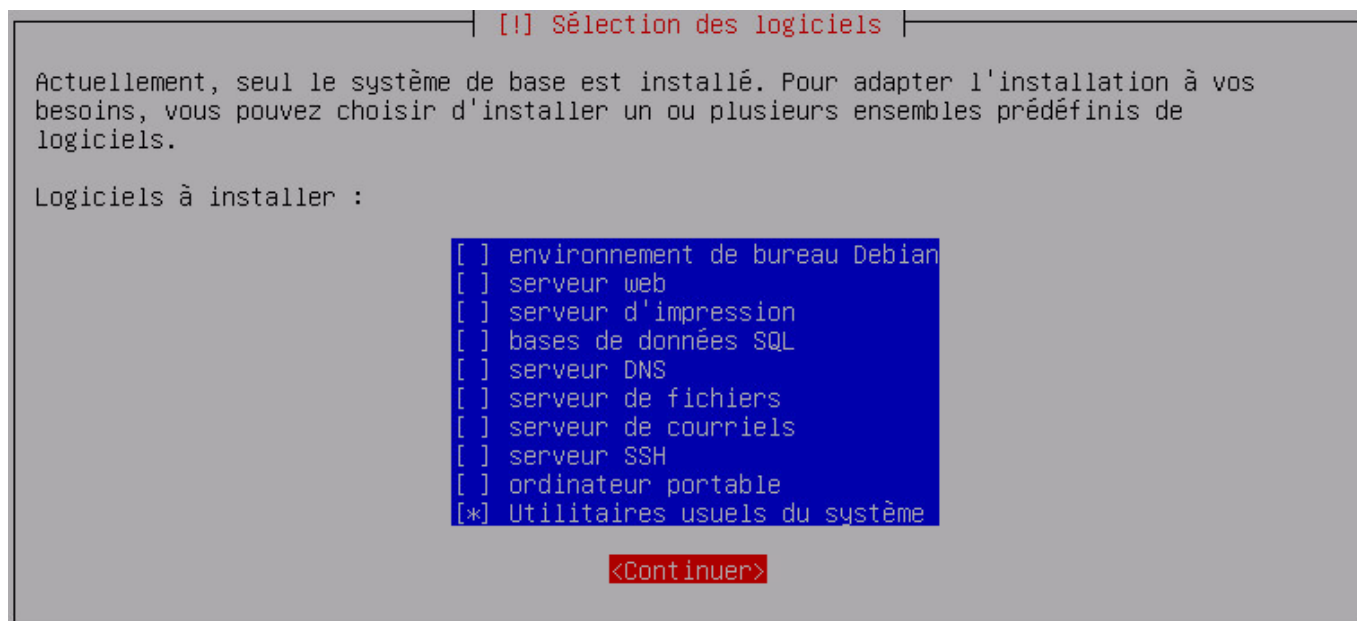 [!] Sélection des logiciels
Actuellement, seul le système de base est installé. Pour adapter l'installation à vos
besoins, vous pouvez choisir d'installer un ou plusieurs ensembles prédéfinis de
logiciels.
Logiciels à installer :
[ ] environnement de bureau Debian
[ ] serveur web
[ ] serveur d'impression
[ ] bases de données SQL
[ ] serveur DNS
[ ] serveur de fichiers
[ ] serveur de courriels
[ ] serveur SSH
[ ] ordinateur portable
[*] Utilitaires usuels du système
<Continuer>